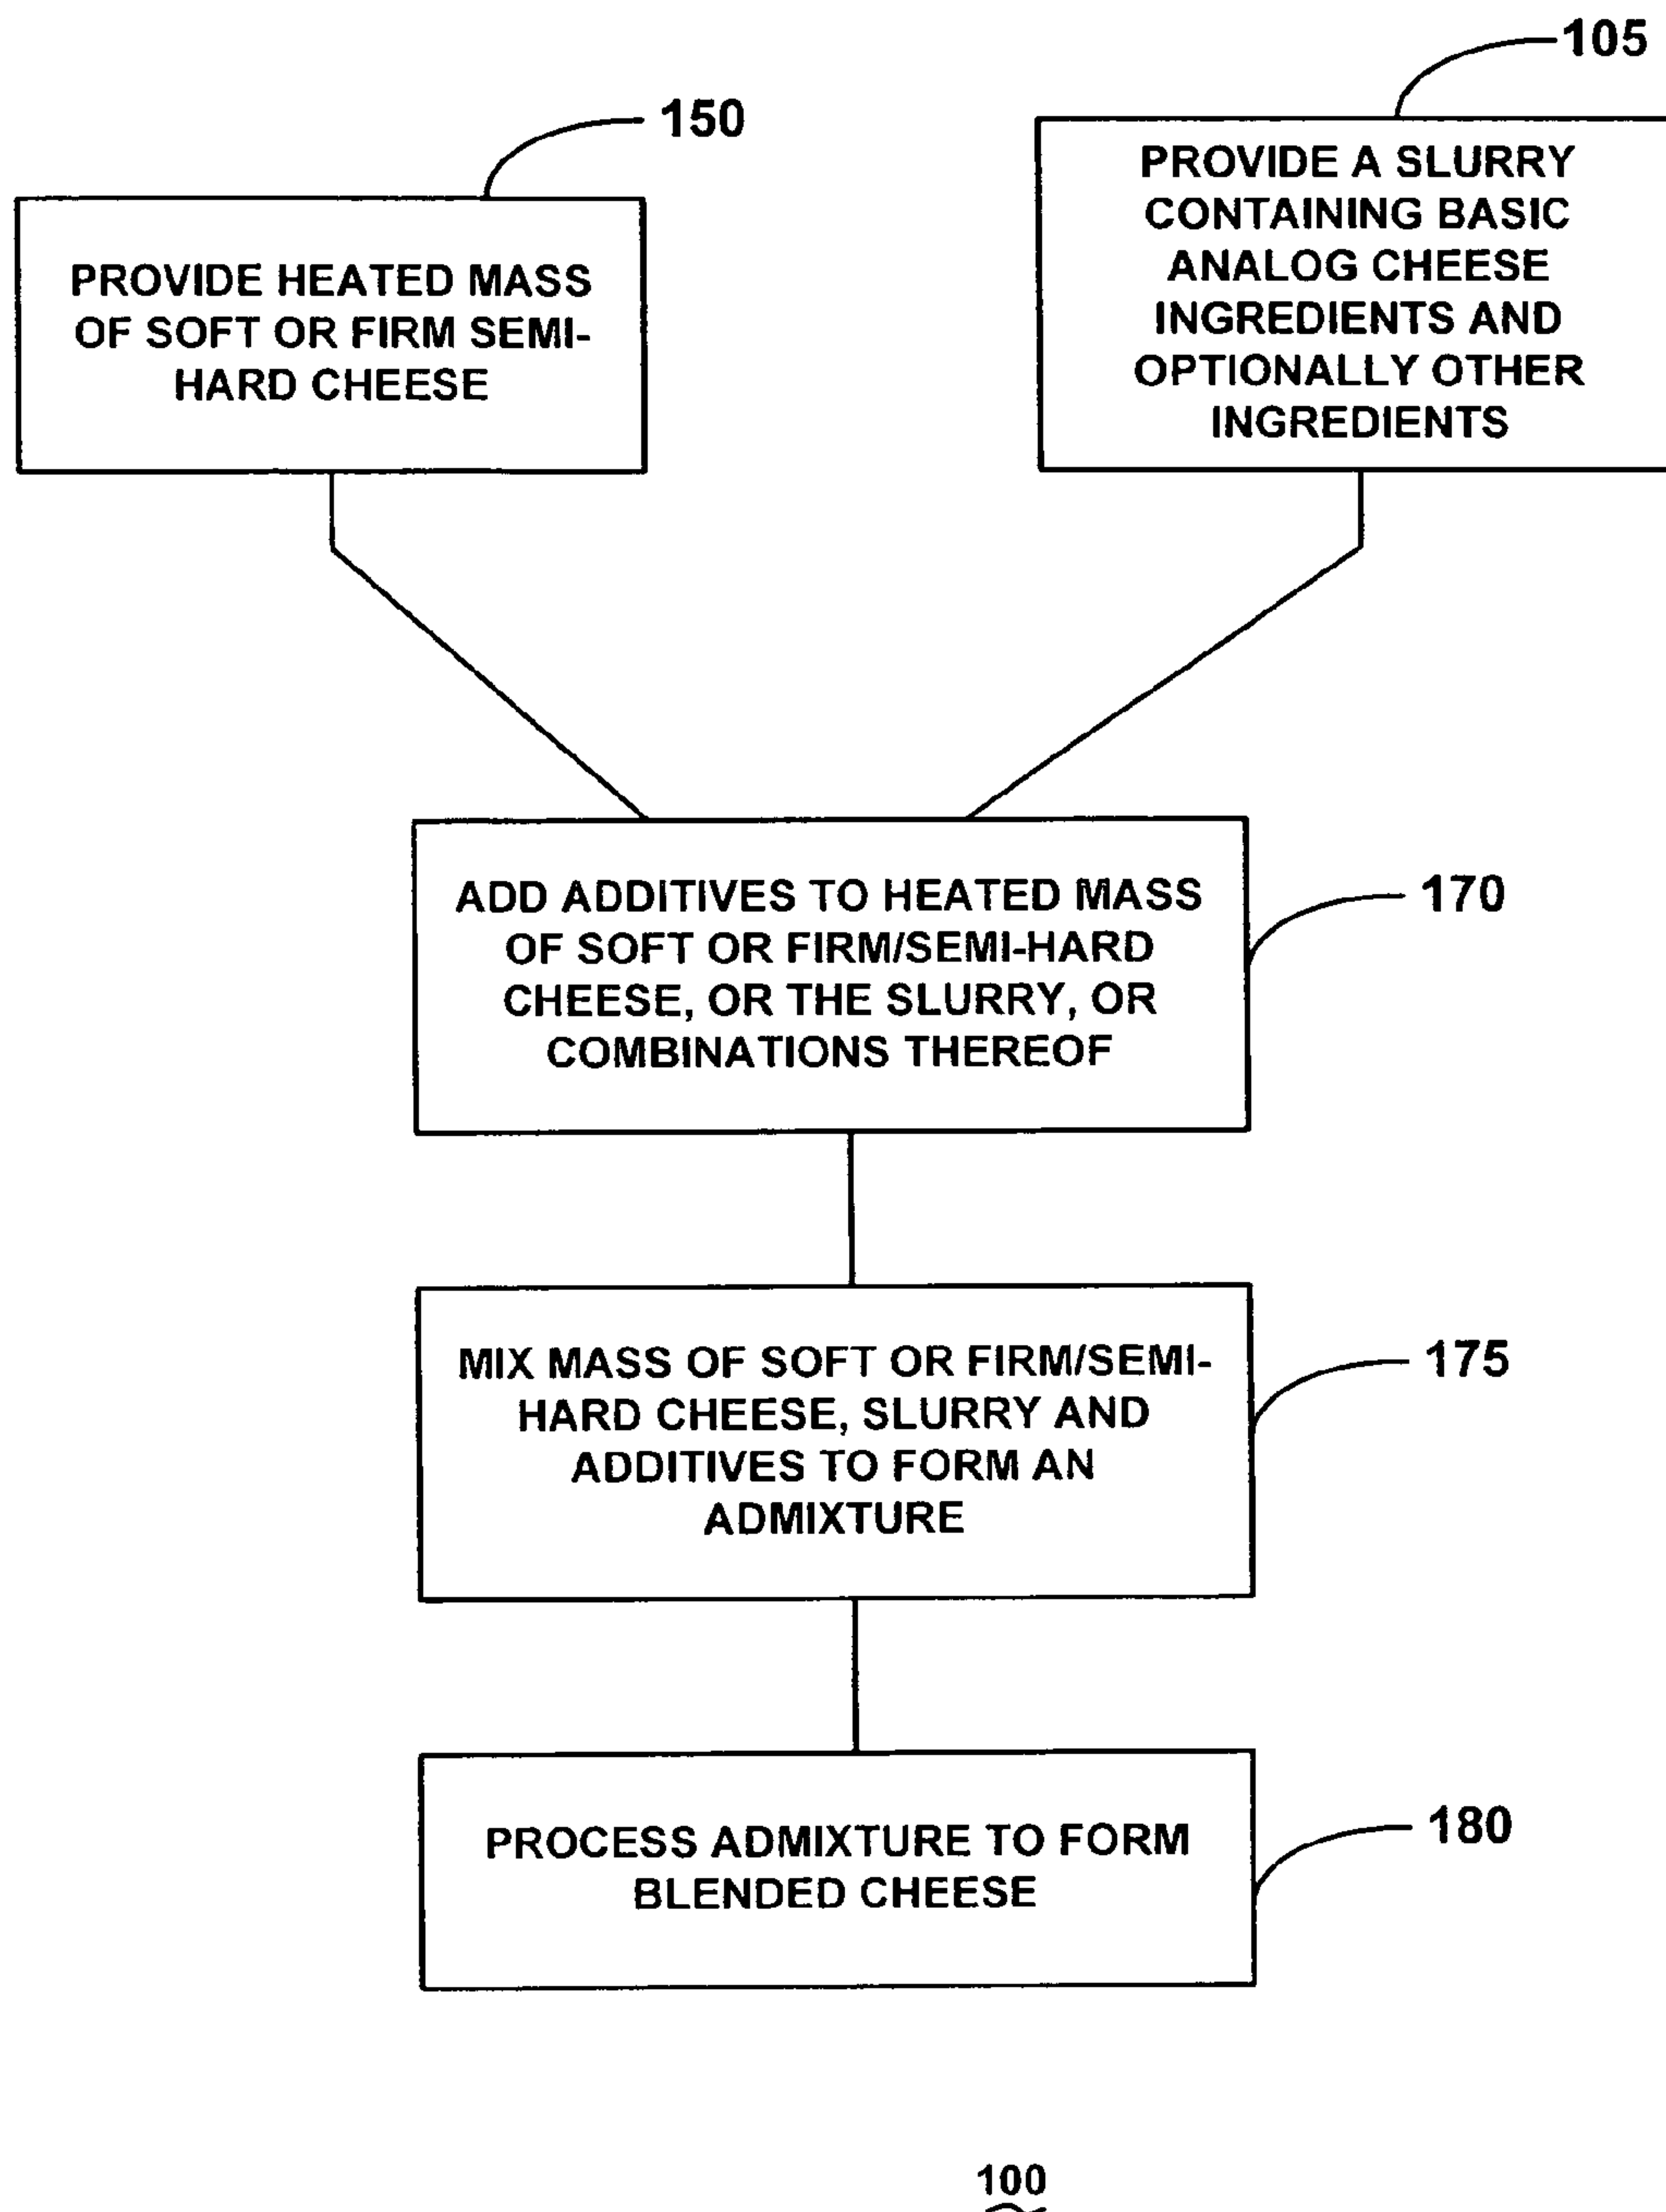 105
150
PROVIDE A SLURRY
CONTAINING BASIC
ANALOG CHEESE
INGREDIENTS AND
OPTIONALLY OTHER
INGREDIENTS
PROVIDE HEATED MASS
OF SOFT OR FIRM SEMI-
HARD CHEESE
ADD ADDITIVES TO HEATED MASS
OF SOFT OR FIRM/SEMI-HARD
CHEESE, OR THE SLURRY, OR
COMBINATIONS THEREOF
170
MIX MASS OF SOFT OR FIRM/SEMI-
HARD CHEESE, SLURRY AND
ADDITIVES TO FORM AN
ADMIXTURE
175
PROCESS ADMIXTURE TO FORM
BLENDED CHEESE
180
100